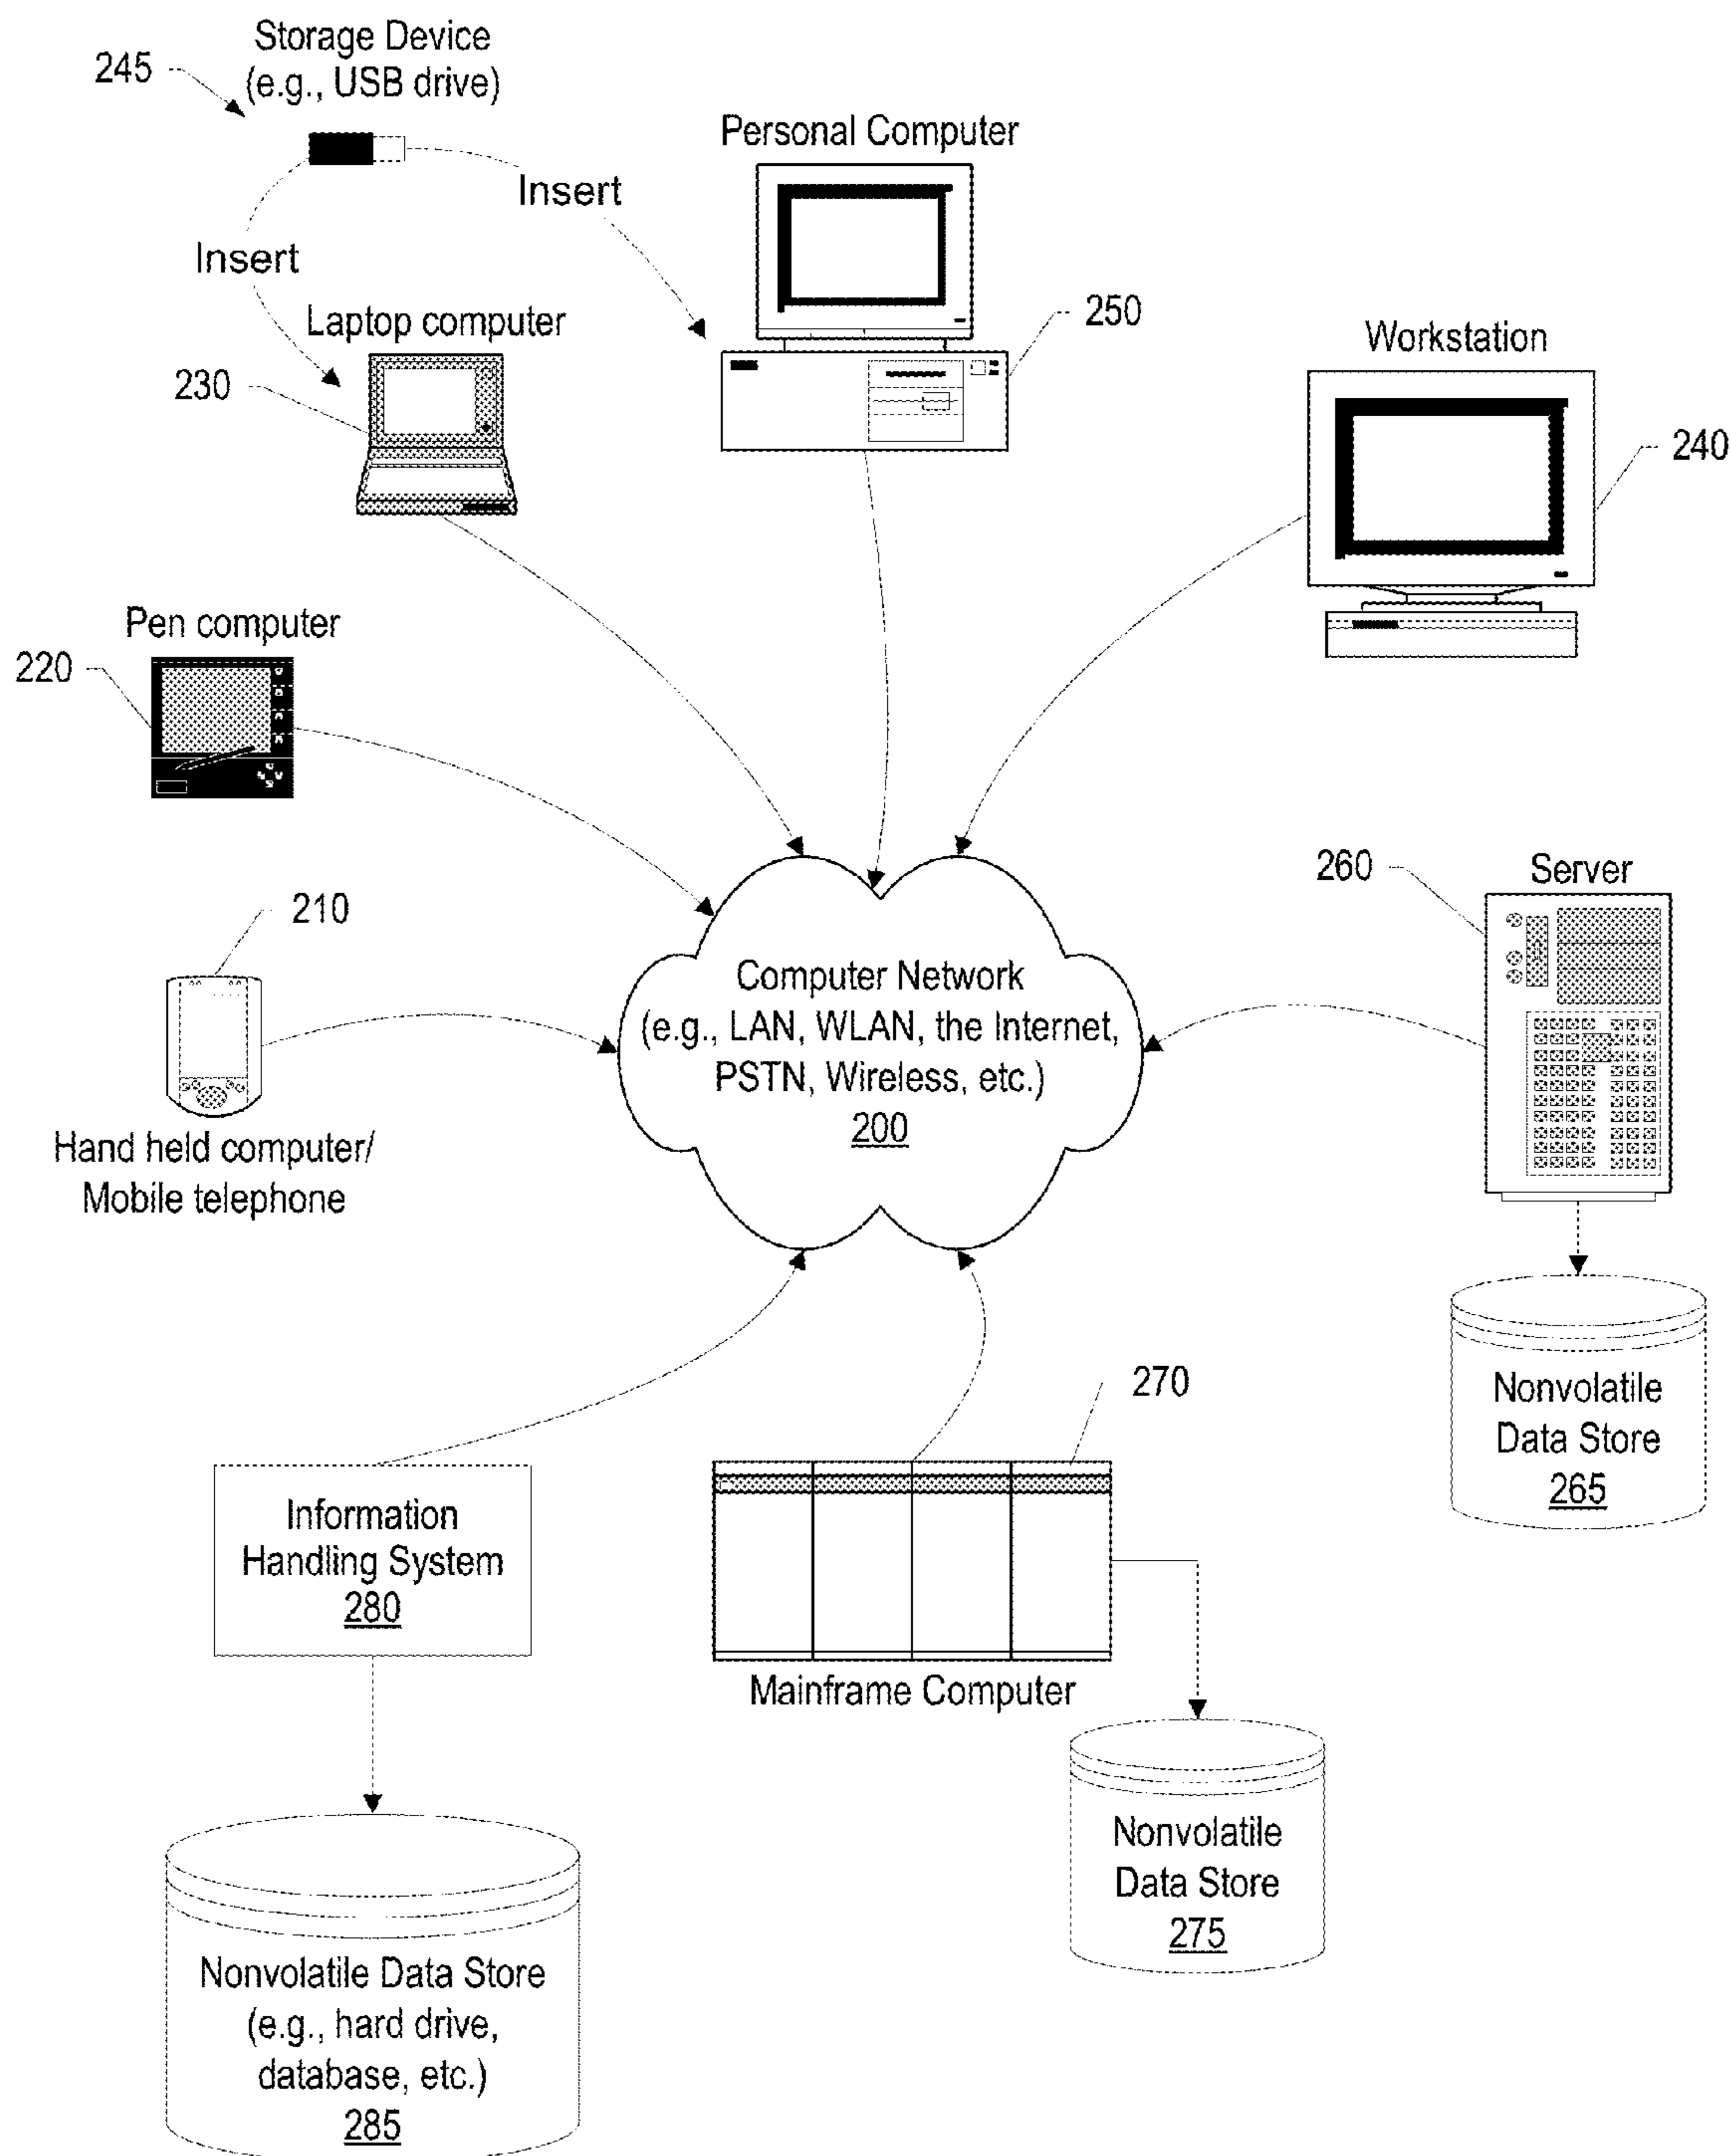 Storage Device
(e.g., USB drive)
245
Personal Computer
Insert
Insert
Laptop computer
250
Workstation
230
240
Pen computer
220
210
260
Server
Computer Network
(e.g., LAN, WLAN, the Internet,
PSTN, Wireless, etc.)
200
Hand held computer/
Mobile telephone
270
Nonvolatile
Data Store
265
Information
Handling System
280
Mainframe Computer
Nonvolatile
Data Store
275
Nonvolatile Data Store
(e.g., hard drive,
database, etc.)
285